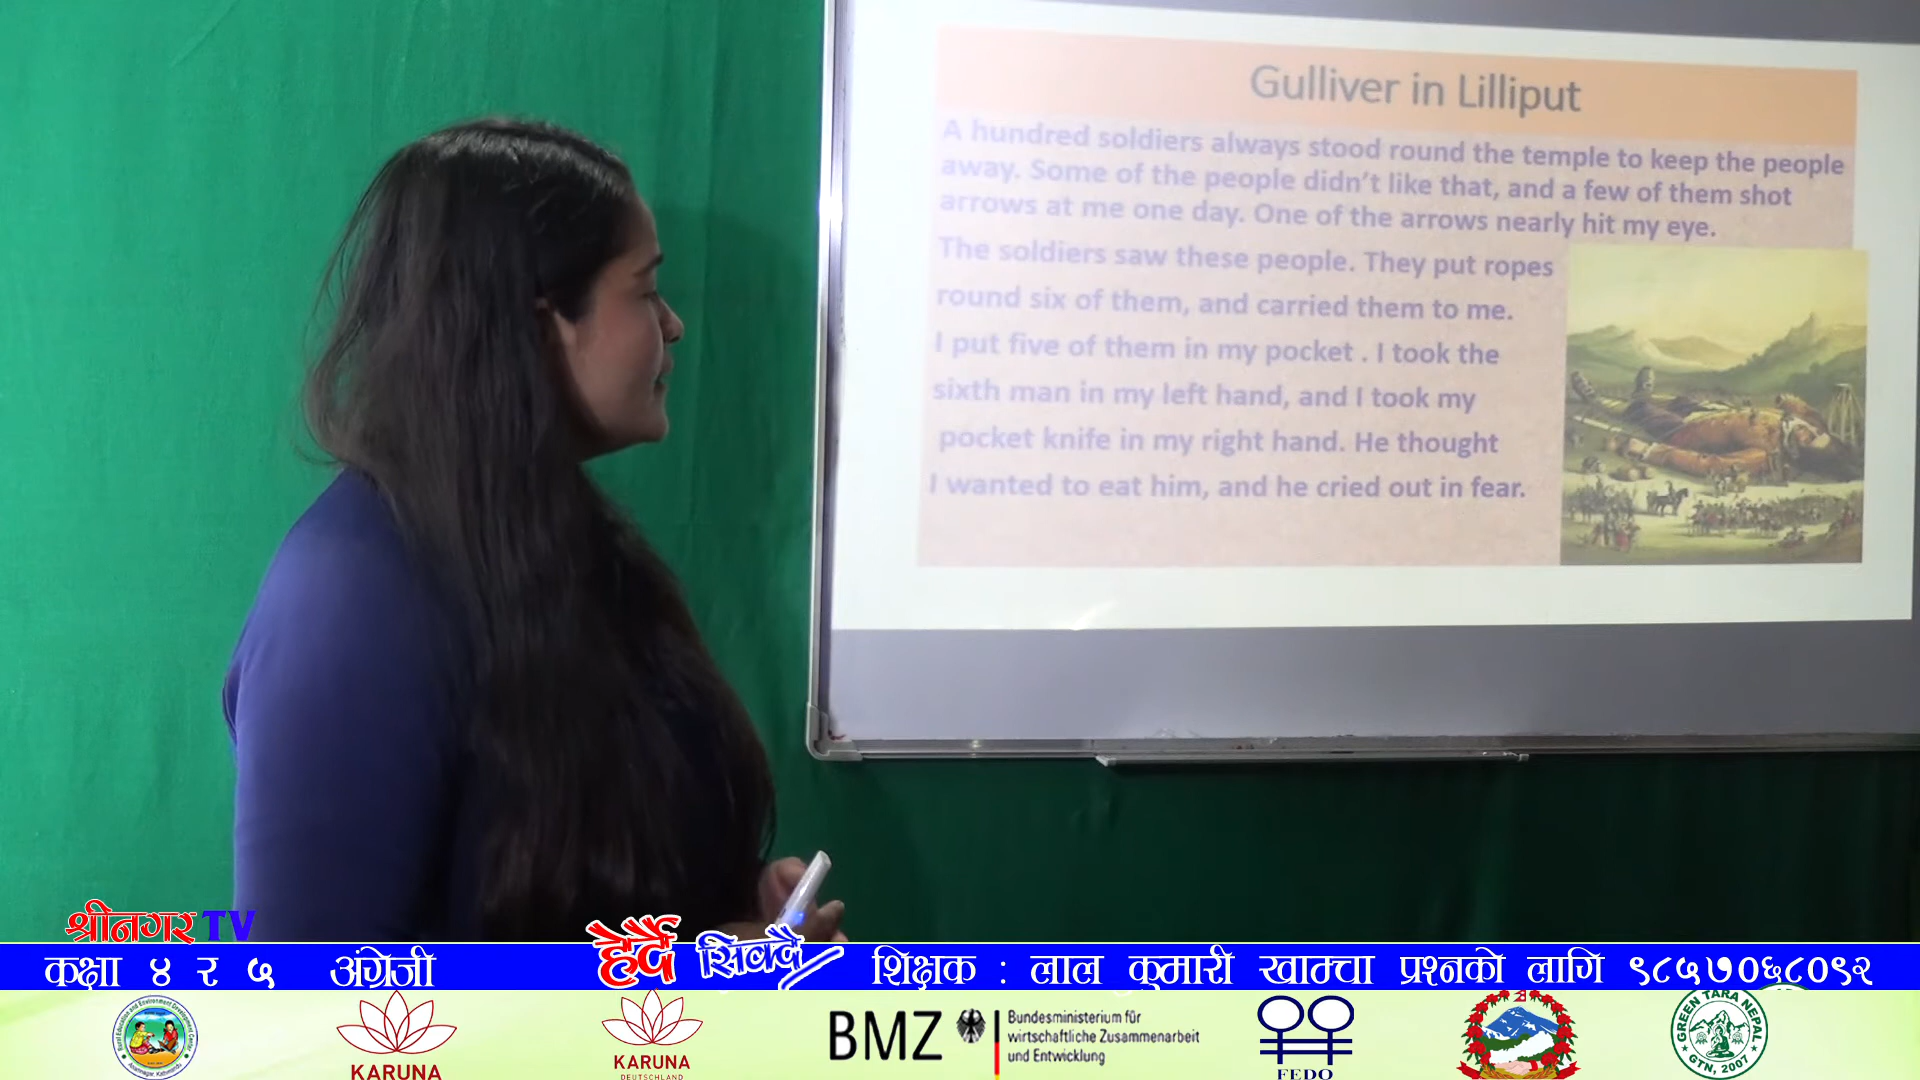 Gulliver in Lilliput
A hundred soldiers always stood round the temple to keep the people
away. Some of the people didn't like that, and a few of them shot
arrows at me one day. One of the arrows nearly hit my eye.
The soldiers saw these people. They put ropes
round six of them, and carried them to me.
I put five of them in my pocket . I took the
sixth man in my left hand, and I took my
pocket knife in my right hand. He thought
I wanted to eat him, and he cried out in fear.
श्रीनगर TV
हेर्दै सिक्दै
कक्षा ४ र ५ अंग्रेजी
शिक्षक : लाल कुमारी खाम्चा प्रश्नको लागि ९८५७०६८०९२
KARUNA
KARUNA
DEUTSCHLAND
BMZ
Bundesministerium für
wirtschaftliche Zusammenarbeit
und Entwicklung
FEDO
GREEN TARA NEPAL
GTN, 2007